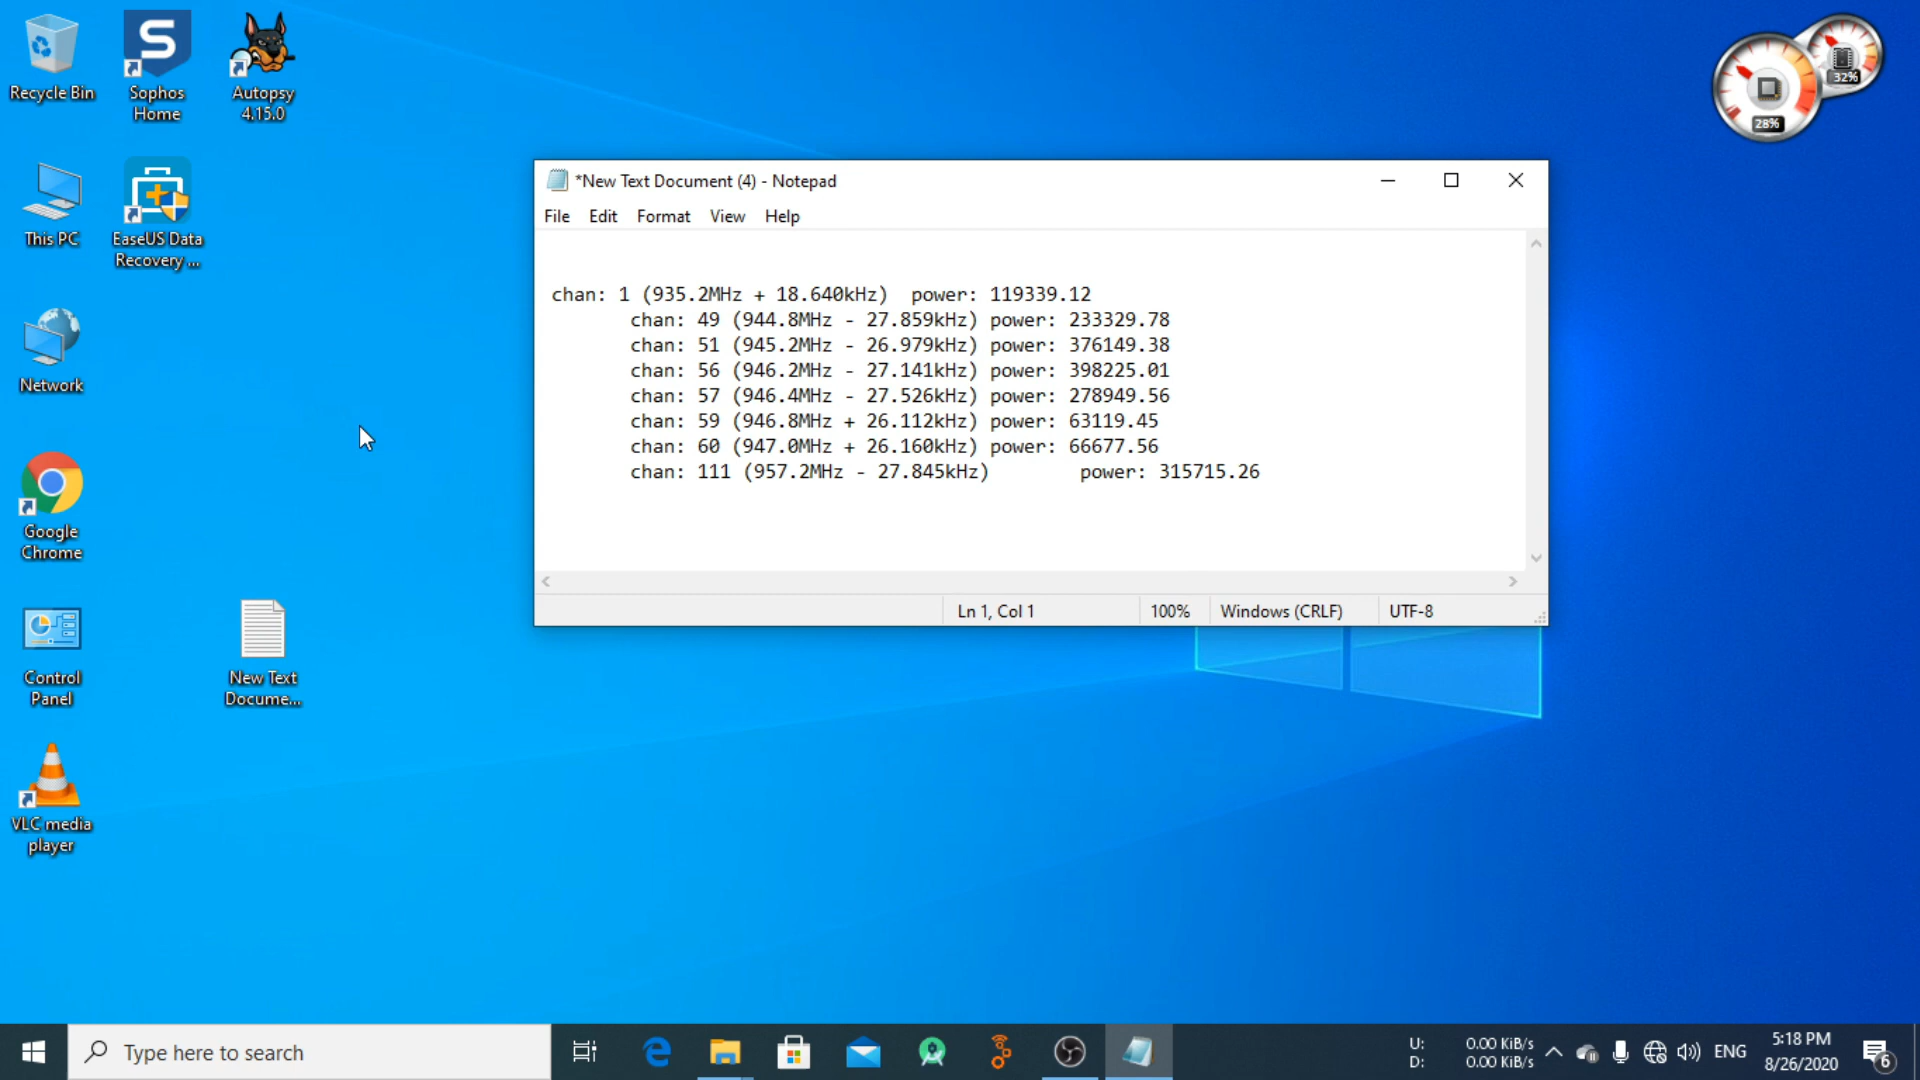 Recycle Bin
Sophos
Home
Autopsy
4.15.0
32%
28%
This PC
EaseUS Data
Recovery ...
*New Text Document (4) - Notepad
File Edit Format View Help
chan: 1 (935.2MHz + 18.640kHz) power: 119339.12
chan: 49 (944.8MHz - 27.859kHz) power: 233329.78
chan: 51 (945.2MHz - 26.979kHz) power: 376149.38
chan: 56 (946.2MHz - 27.141kHz) power: 398225.01
chan: 57 (946.4MHz - 27.526kHz) power: 278949.56
chan: 59 (946.8MHz + 26.112kHz) power: 63119.45
chan: 60 (947.0MHz + 26.160kHz) power: 66677.56
chan: 111 (957.2MHz - 27.845kHz) power: 315715.26
Ln 1, Col 1 100% Windows (CRLF) UTF-8
Network
Google
Chrome
Control
Panel
New Text
Docume...
VLC media
player
Type here to search
U: 0.00 KiB/s
D: 0.00 KiB/s
ENG
5:18 PM
8/26/2020
6